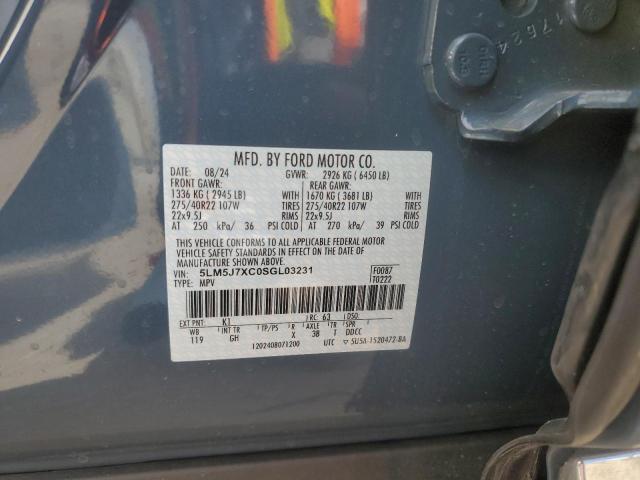 MFD. BY FORD MOTOR CO.
DATE: 08/24 GVWR: 2926 KG ( 6450 LB)
FRONT GAWR: REAR GAWR:
1336 KG ( 2945 LB) WITH 1670 KG ( 3681 LB) WITH
275/40R22 107W TIRES 275/40R22 107W TIRES
22x9.5J RIMS 22x9.5J RIMS
AT 250 kPa/ 36 PSI COLD AT 270 kPa/ 39 PSI COLD
THIS VEHICLE CONFORMS TO ALL APPLICABLE FEDERAL MOTOR
VEHICLE SAFETY STANDARDS IN EFFECT ON THE DATE OF
MANUFACTURE SHOWN ABOVE.
VIN: 5LM5J7XC0SGL03231 F0087
TYPE: MPV T0222
EXT PNT: K1 RC: 63 DSO:
WB INT TR TP/PS R AXLE TR SPR
119 GH X 38 T DDCC
1202408071200 UTC ▽ SU5A-1520472-BA
17624